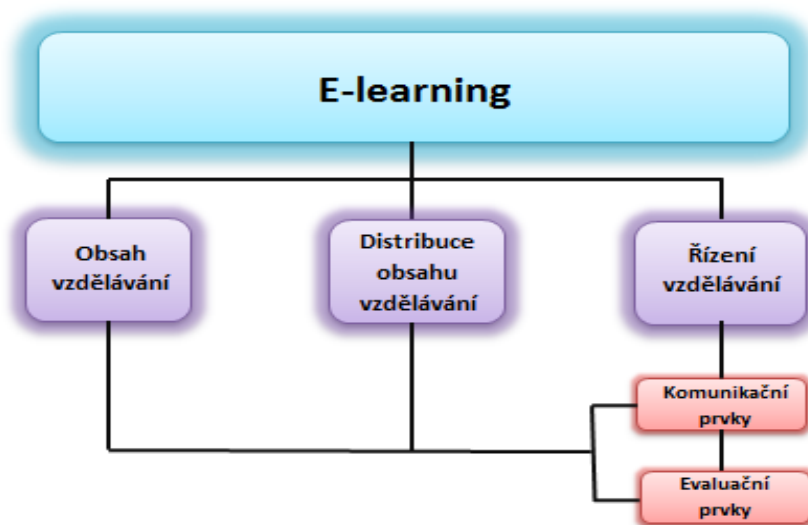 E-learning
Obsah
vzdělávání
Distribuce
obsahu
vzdělávání
Řízení
vzdělávání
Komunikační
prvky
Evaluační
prvky